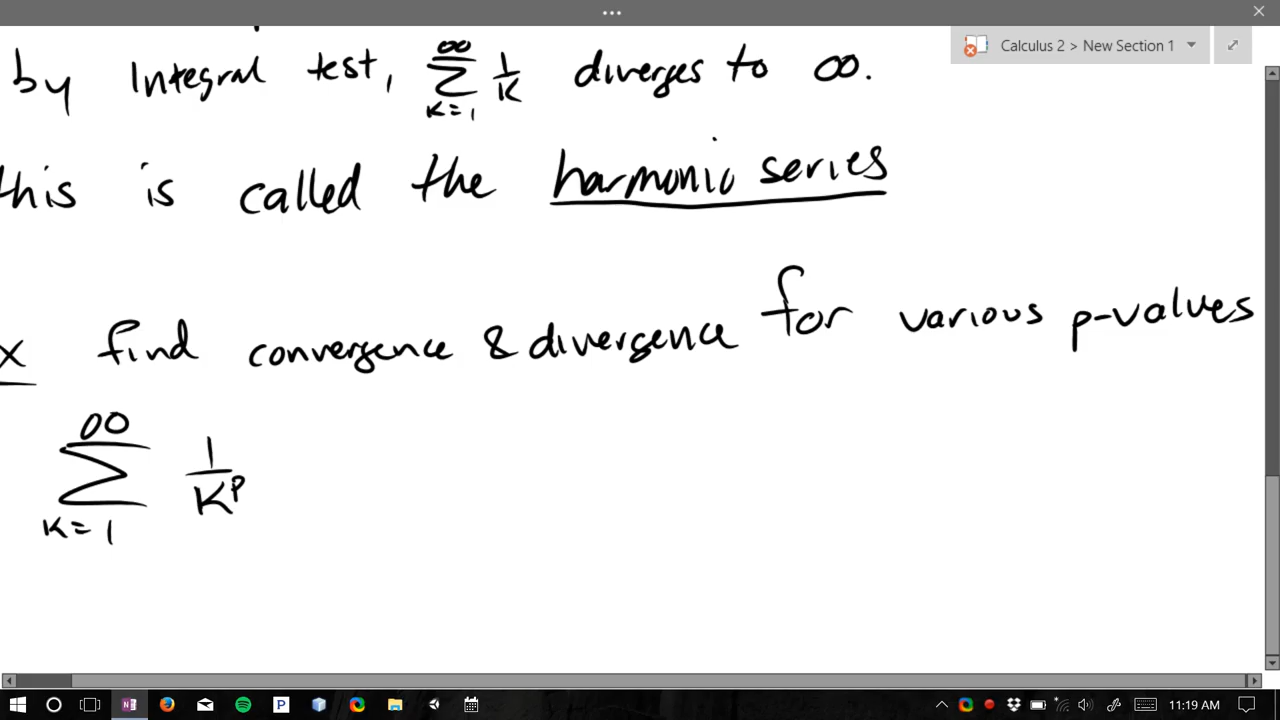 Calculus 2 > New Section 1
by Integral test, ∞ Σ K=1 1/K diverges to ∞.
this is called the harmonic series
x find convergence & divergence for various p-values
∞ Σ K=1 1/K^p
11:19 AM